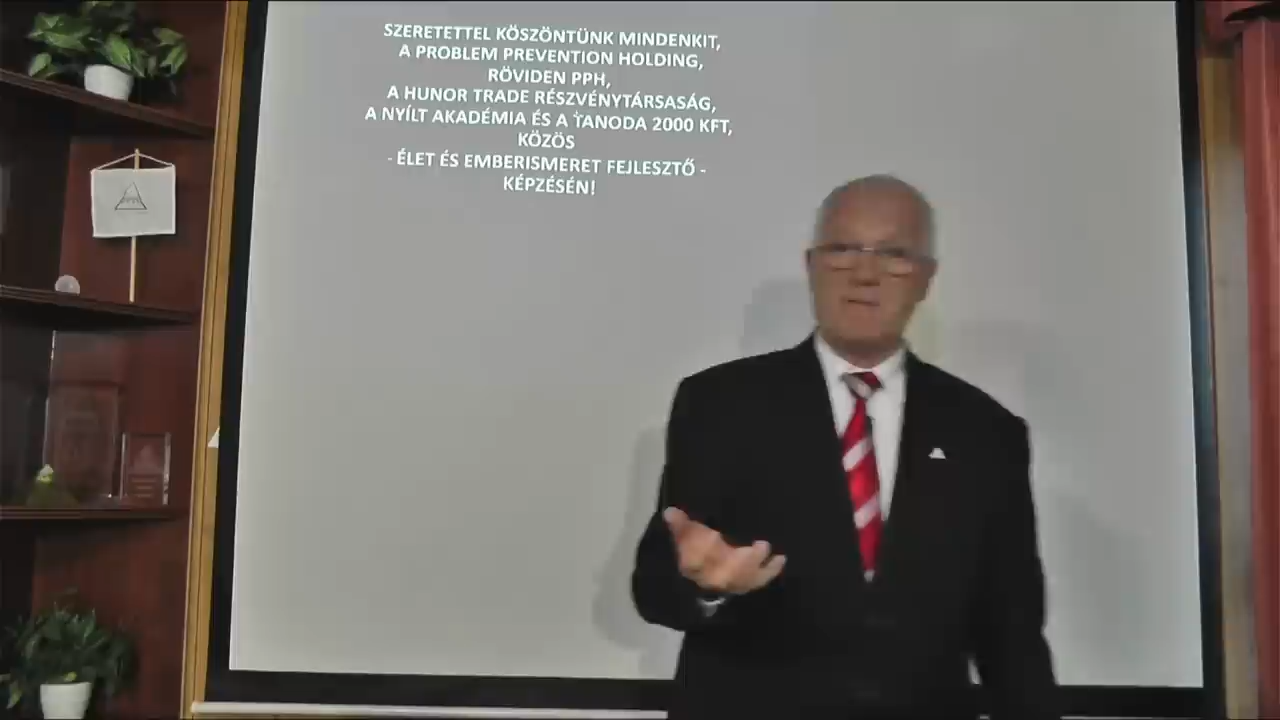 SZERETETTEL KÖSZÖNTÜNK MINDENKIT,
A PROBLEM PREVENTION HOLDING,
RÖVIDEN PPH,
A HUNOR TRADE RÉSZVÉNYTÁRSASÁG,
A NYÍLT AKADÉMIA ÉS A TANODA 2000 KFT,
KÖZÖS
- ÉLET ÉS EMBERISMERET FEJLESZTŐ -
KÉPZÉSÉN!